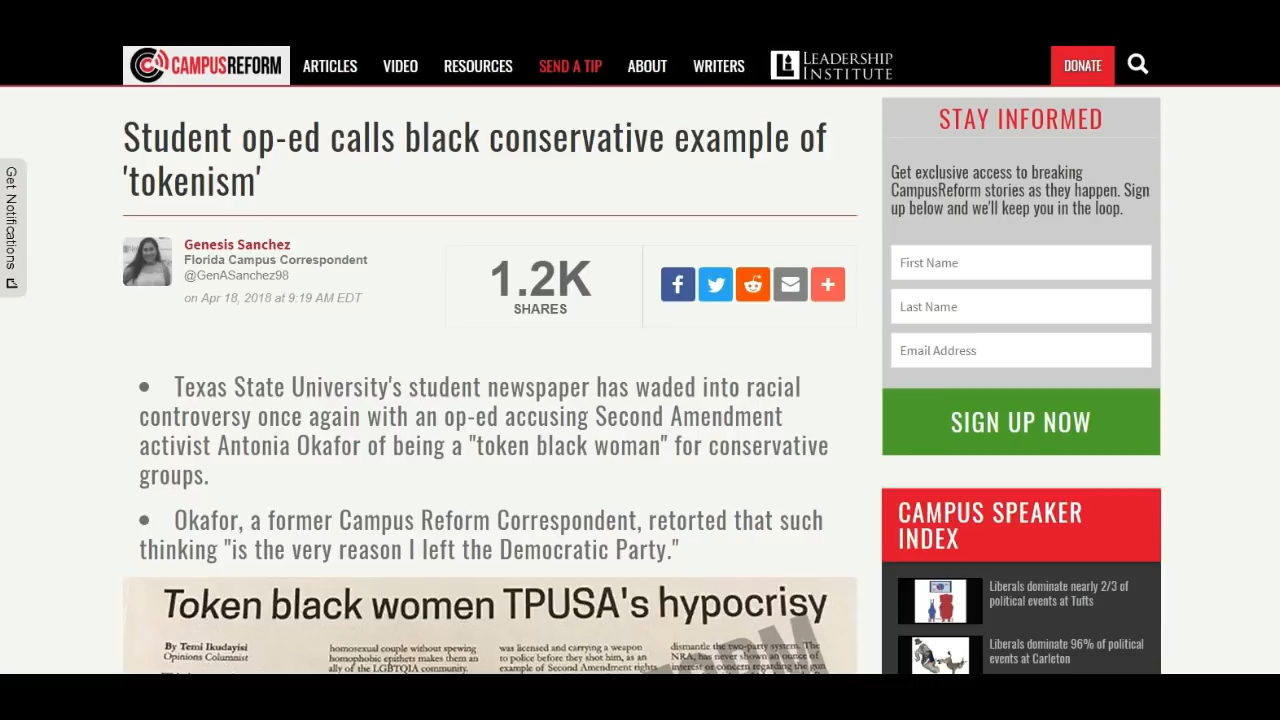 CAMPUSREFORM
ARTICLES
VIDEO
RESOURCES
SEND A TIP
ABOUT
WRITERS
LEADERSHIP
INSTITUTE
DONATE
Get Notifications
Student op-ed calls black conservative example of
'tokenism'
Genesis Sanchez
Florida Campus Correspondent
@GenASanchez98
on Apr 18, 2018 at 9:19 AM EDT
1.2K
SHARES
• Texas State University's student newspaper has waded into racial
controversy once again with an op-ed accusing Second Amendment
activist Antonia Okafor of being a "token black woman" for conservative
groups.
• Okafor, a former Campus Reform Correspondent, retorted that such
thinking "is the very reason I left the Democratic Party."
Token black women TPUSA's hypocrisy
By Temi Ikudayisi
Opinions Columnist
homosexual couple without spewing
homophobic epithets makes them an
ally of the LGBTQIA community.
was licensed and carrying a weapon
to police before they shot him, as an
example of Second Amendment rights
dismantle the two-party system. The
NRA, has never shown an ounce of
interest or concern regarding the gun
STAY INFORMED
Get exclusive access to breaking
CampusReform stories as they happen. Sign
up below and we'll keep you in the loop.
First Name
Last Name
Email Address
SIGN UP NOW
CAMPUS SPEAKER
INDEX
Liberals dominate nearly 2/3 of
political events at Tufts
Liberals dominate 96% of political
events at Carleton